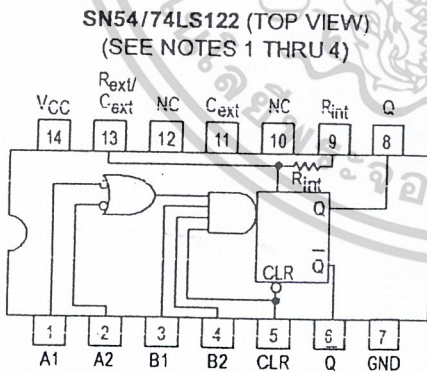 SN54/74LS122 (TOP VIEW)
(SEE NOTES 1 THRU 4)
VCC
Rext/
Cext
NC
Cext
NC
Rint
Q
14
13
12
11
10
9
8
Rint
Q
Q
CLR
1
2
3
4
5
6
7
A1
A2
B1
B2
CLR
Q
GND